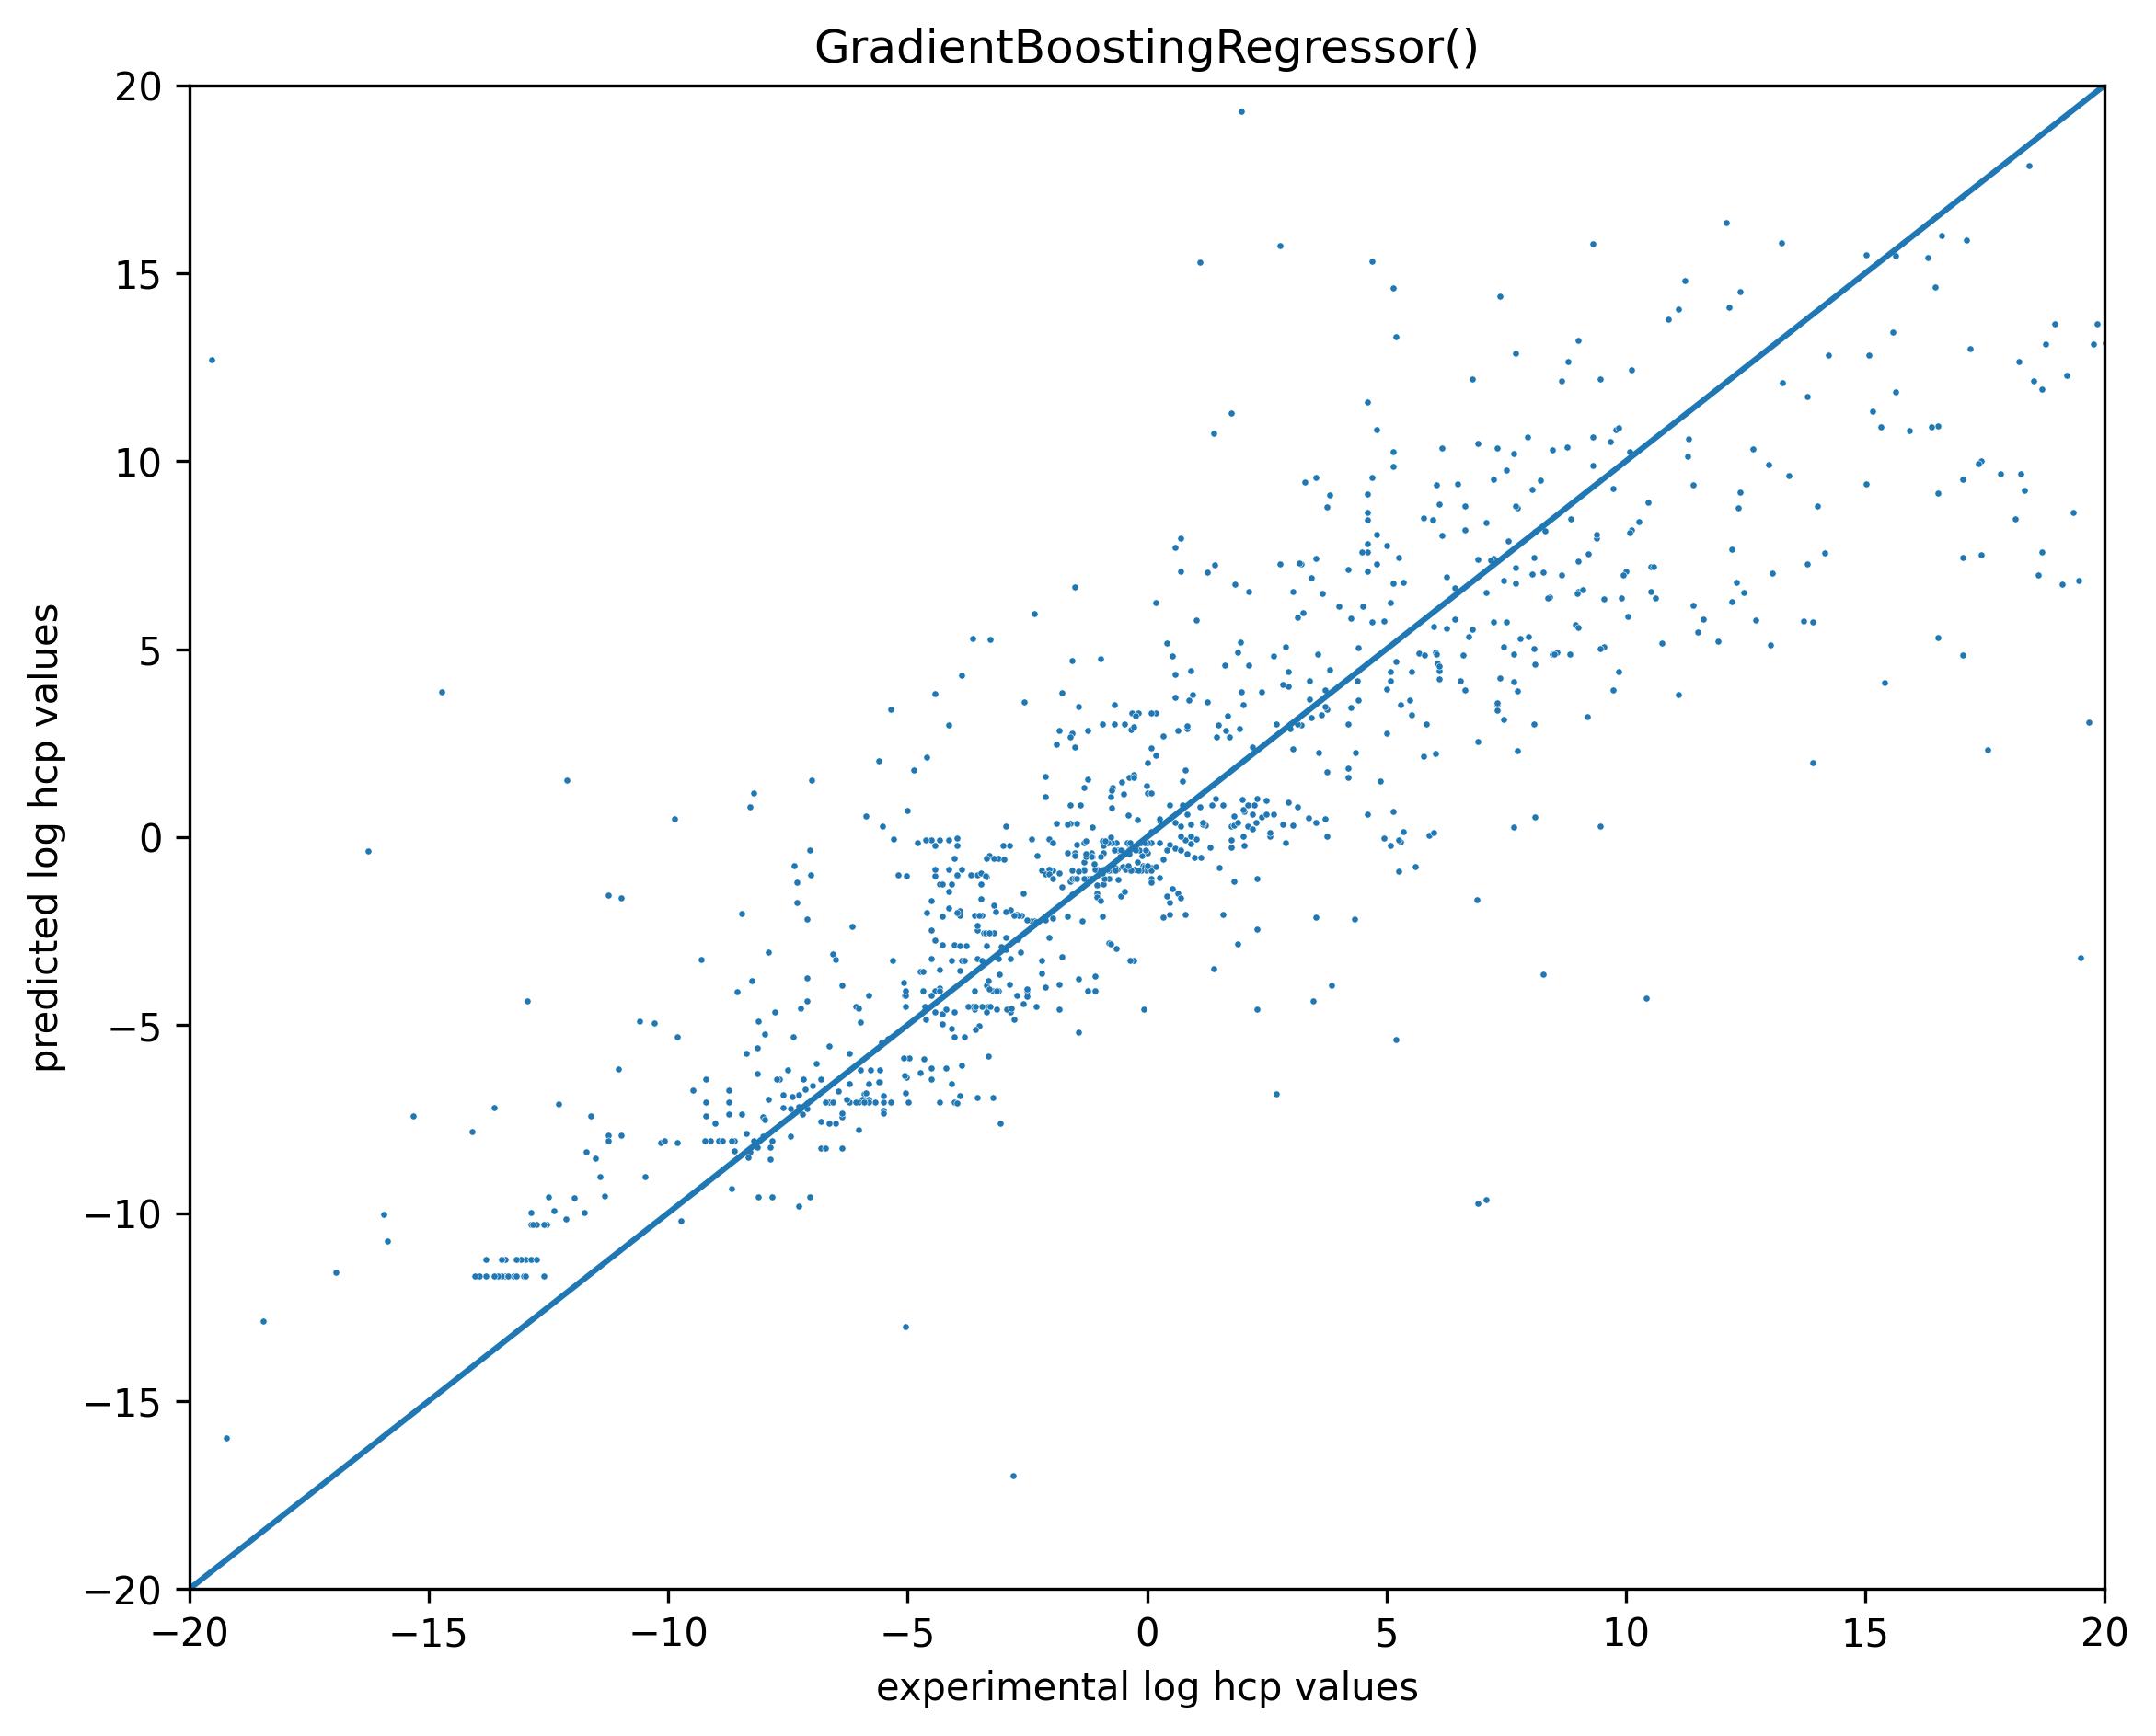 GradientBoostingRegressor()
20
15
10
5
0
−5
−10
−15
−20
predicted log hcp values
−20 −15 −10 −5 0 5 10 15 20
experimental log hcp values